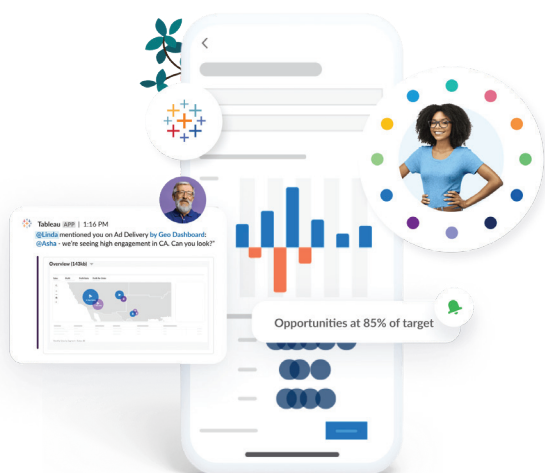 Tableau APP | 1:16 PM
@Linda mentioned you on Ad Delivery by Geo Dashboard:
@Asha - we're seeing high engagement in CA. Can you look?"
Overview (143kb)
Opportunities at 85% of target